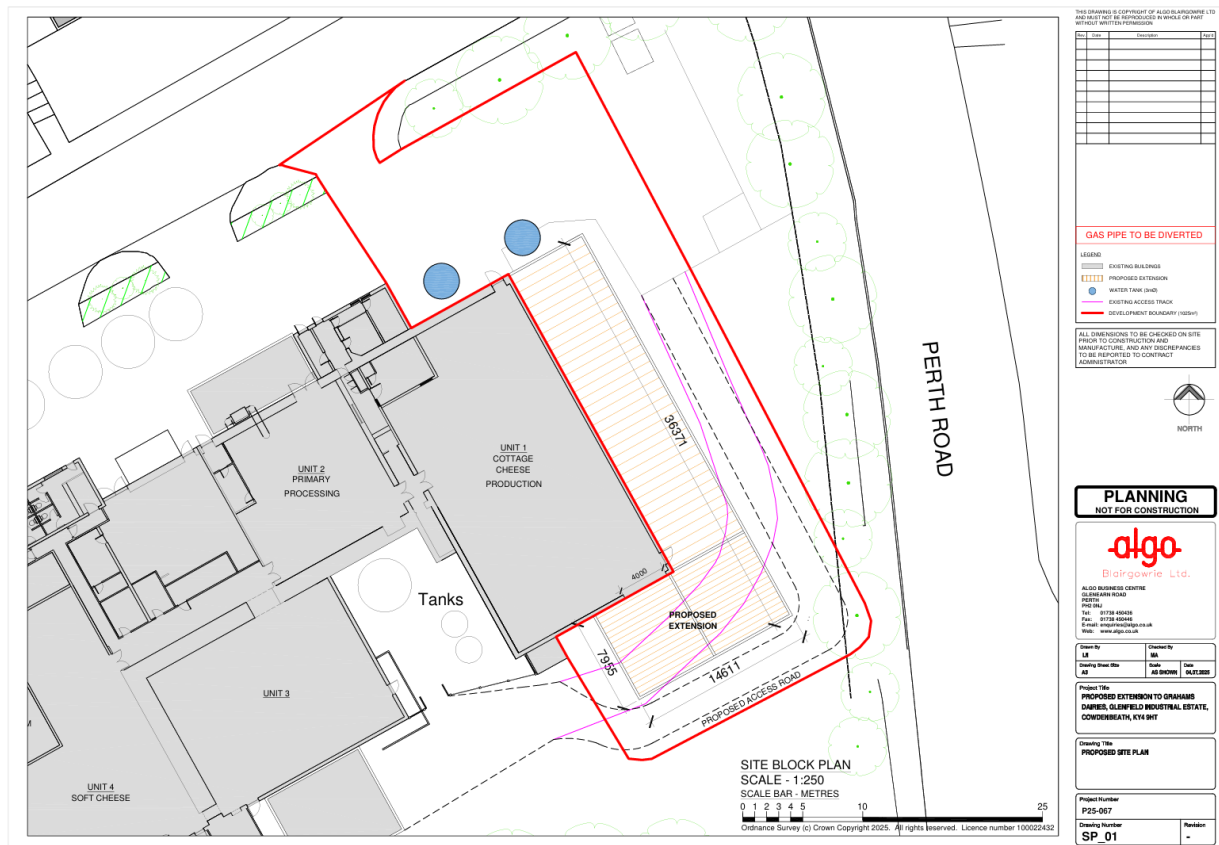 THIS DRAWING IS COPYRIGHT OF ALGO BLAIRGOWRIE LTD
AND MUST NOT BE REPRODUCED IN WHOLE OR PART
WITHOUT WRITTEN PERMISSION
Rev. Date Description App'd
GAS PIPE TO BE DIVERTED
LEGEND
EXISTING BUILDINGS
PROPOSED EXTENSION
WATER TANK (3mØ)
EXISTING ACCESS TRACK
DEVELOPMENT BOUNDARY (1025m²)
ALL DIMENSIONS TO BE CHECKED ON SITE
PRIOR TO CONSTRUCTION AND
MANUFACTURE, AND ANY DISCREPANCIES
TO BE REPORTED TO CONTRACT
ADMINISTRATOR
NORTH
PLANNING
NOT FOR CONSTRUCTION
algo
Blairgowrie Ltd.
ALGO BUSINESS CENTRE
GLENEARN ROAD
PERTH
PH2 0NJ
Tel: 01738 450436
Fax: 01738 450446
E-mail: enquiries@algo.co.uk
Web: www.algo.co.uk
Drawn By
Checked By
MA
Drawing Sheet Size
A3
Scale
AS SHOWN
Date
04.07.2025
Project Title
PROPOSED EXTENSION TO GRAHAMS
DAIRIES, GLENFIELD INDUSTRIAL ESTATE,
COWDENBEATH, KY4 9HT
Drawing Title
PROPOSED SITE PLAN
Project Number
P25-067
Drawing Number
SP_01
Revision
-
PERTH ROAD
36371
UNIT 1
COTTAGE
CHEESE
PRODUCTION
UNIT 2
PRIMARY
PROCESSING
4000
Tanks
PROPOSED
EXTENSION
7955
14611
PROPOSED ACCESS ROAD
UNIT 3
M
UNIT 4
SOFT CHEESE
SITE BLOCK PLAN
SCALE - 1:250
SCALE BAR - METRES
0 1 2 3 4 5 10 25
Ordnance Survey (c) Crown Copyright 2025. All rights reserved. Licence number 100022432